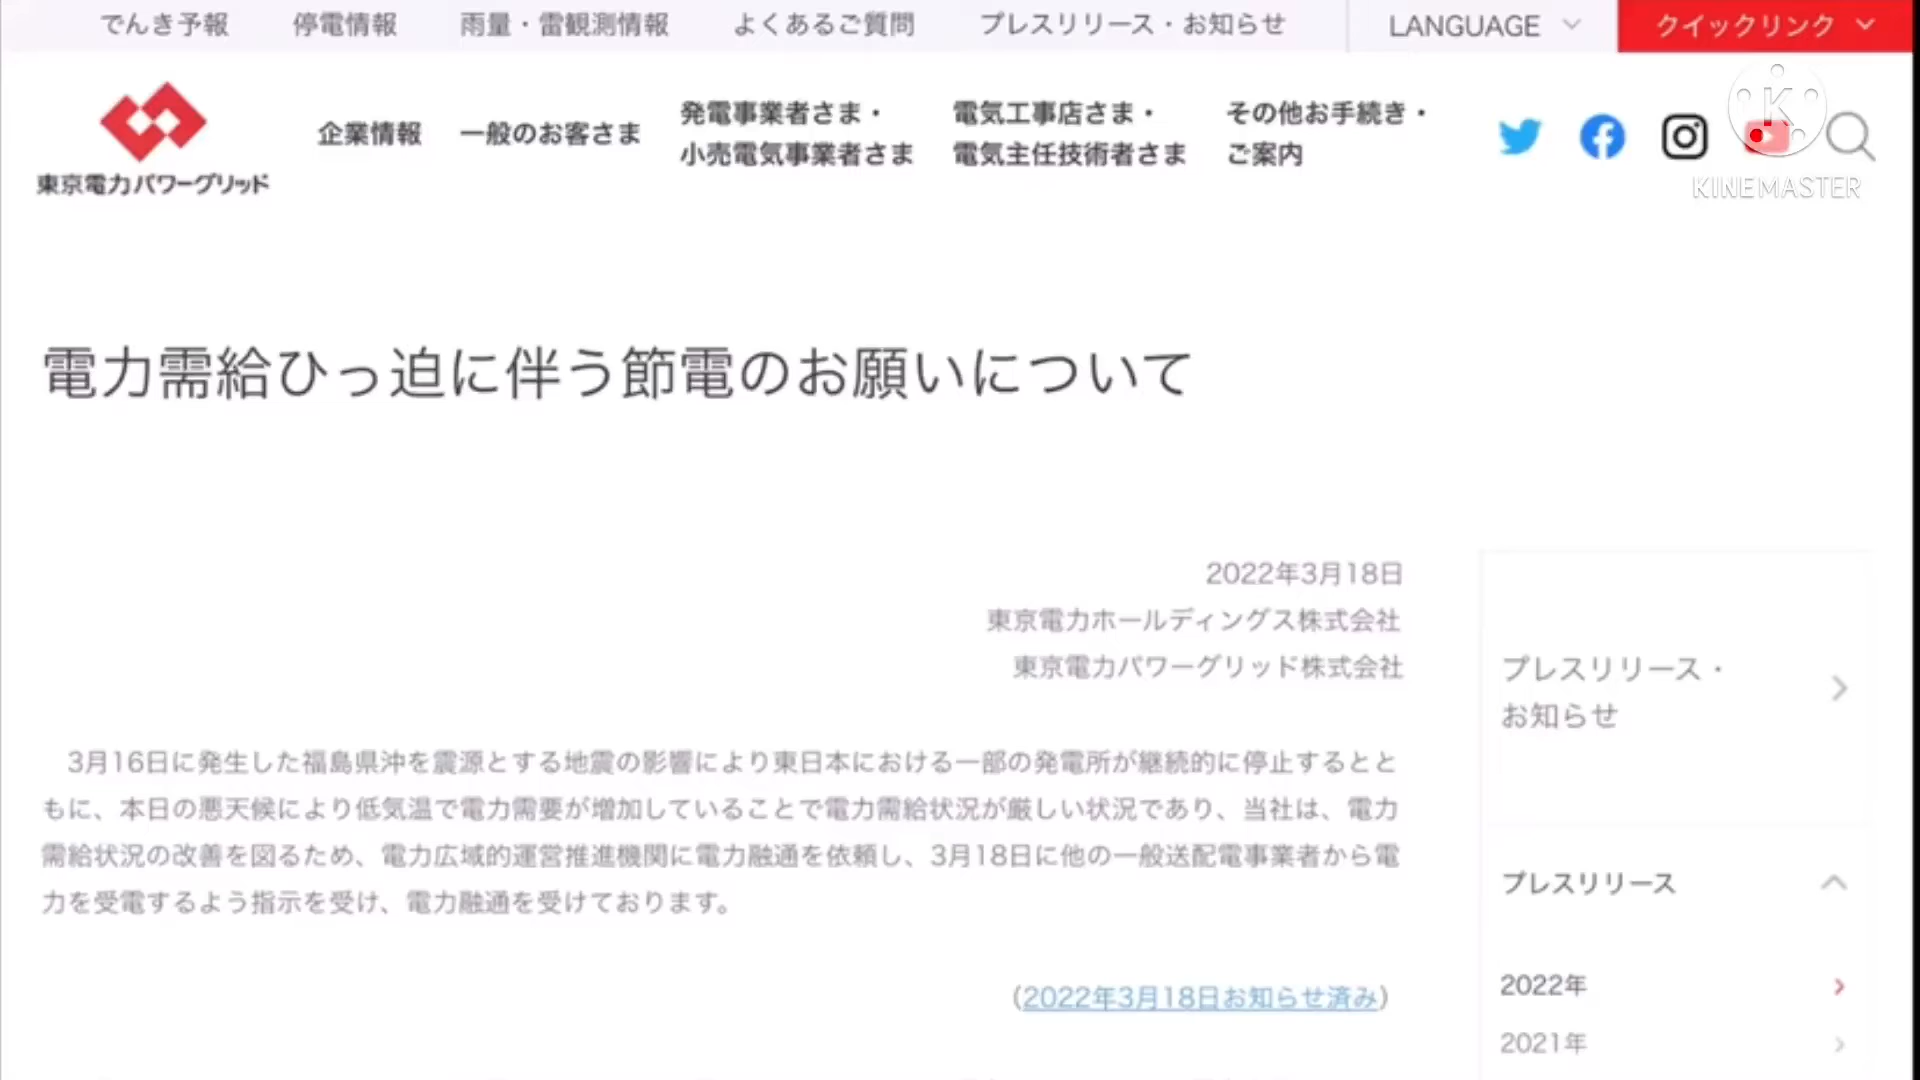 でんき予報 停電情報 雨量・雷観測情報 よくあるご質問 プレスリリース・お知らせ LANGUAGE クイックリンク
東京電力パワーグリッド
企業情報 一般のお客さま
発電事業者さま・
小売電気事業者さま
電気工事店さま・
電気主任技術者さま
その他お手続き・
ご案内
K
KINEMASTER
電力需給ひっ迫に伴う節電のお願いについて
2022年3月18日
東京電力ホールディングス株式会社
東京電力パワーグリッド株式会社
3月16日に発生した福島県沖を震源とする地震の影響により東日本における一部の発電所が継続的に停止するとと
もに、本日の悪天候により低気温で電力需要が増加していることで電力需給状況が厳しい状況であり、当社は、電力
需給状況の改善を図るため、電力広域的運営推進機関に電力融通を依頼し、3月18日に他の一般送配電事業者から電
力を受電するよう指示を受け、電力融通を受けております。
（2022年3月18日お知らせ済み）
プレスリリース・
お知らせ
プレスリリース
2022年
2021年